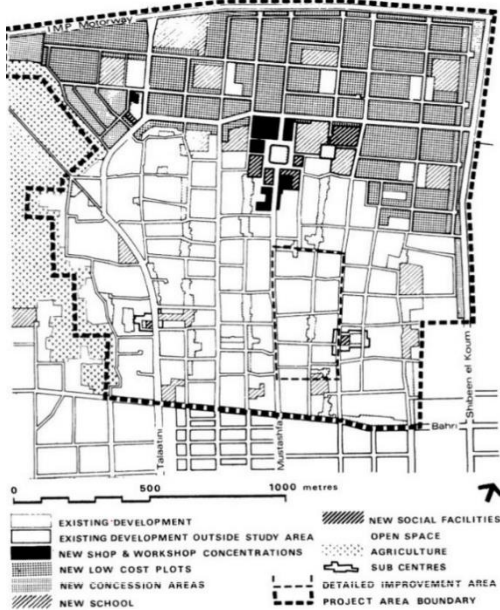 I.M.P. Motorway
Talaatini
Mustashfa
Bahri
Shibeen el Koum
0 500 1000 metres
EXISTING DEVELOPMENT
EXISTING DEVELOPMENT OUTSIDE STUDY AREA
NEW SHOP & WORKSHOP CONCENTRATIONS
NEW LOW COST PLOTS
NEW CONCESSION AREAS
NEW SCHOOL
NEW SOCIAL FACILITIES
OPEN SPACE
AGRICULTURE
SUB CENTRES
DETAILED IMPROVEMENT AREA
PROJECT AREA BOUNDARY